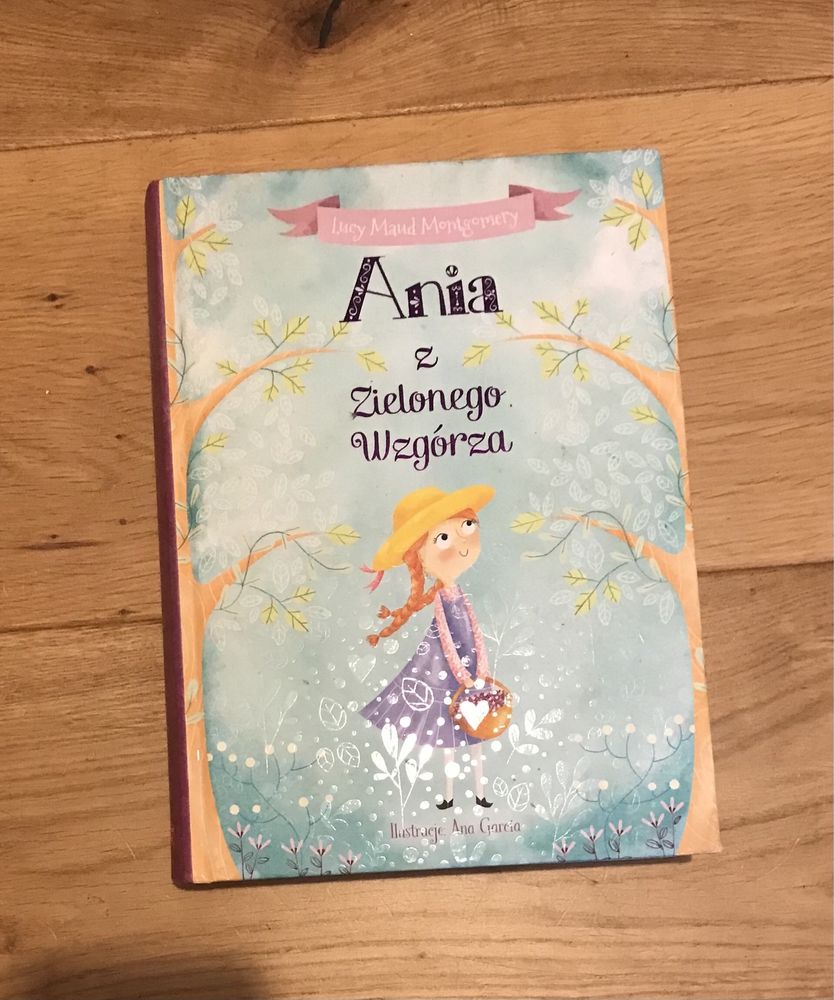 Lucy Maud Montgomery
Ania
z
Zielonego
Wzgórza
Ilustracje: Ana García